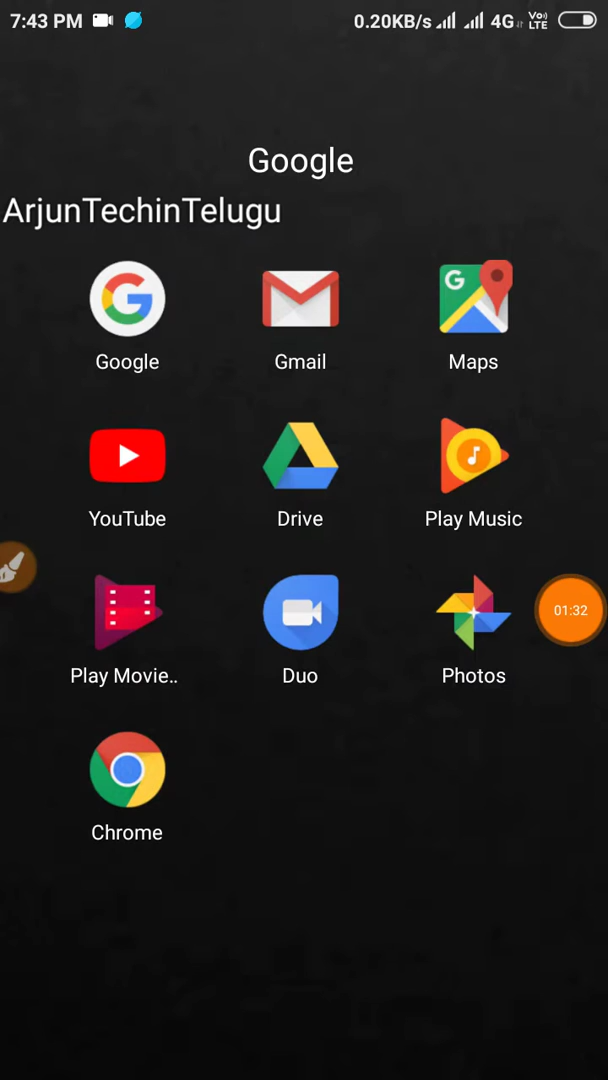 7:43 PM 0.20KB/s 4G Vo)) LTE
Google
ArjunTechinTelugu
Google Gmail Maps
YouTube Drive Play Music
01:32
Play Movie.. Duo Photos
Chrome